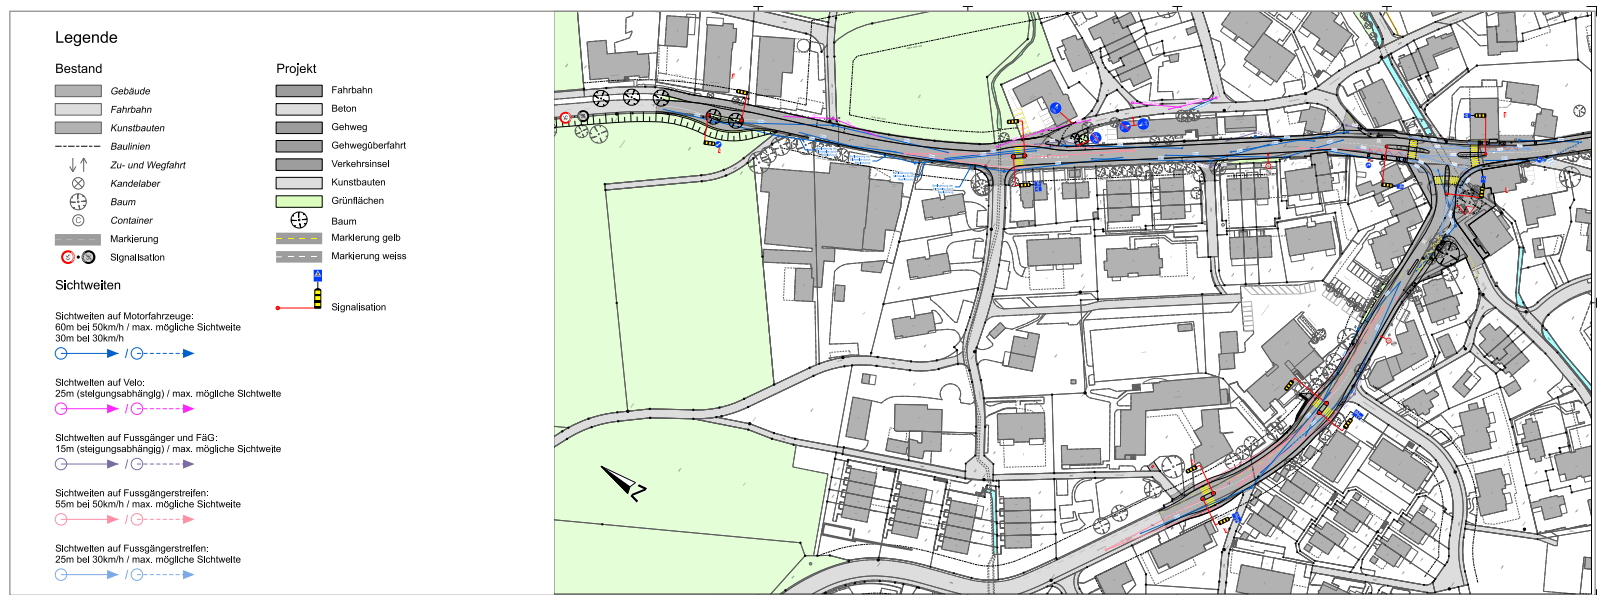 Legende
Bestand
Gebäude
Fahrbahn
Kunstbauten
Baulinien
Zu- und Wegfahrt
Kandelaber
Baum
Container
Markierung
Signalisation
Projekt
Fahrbahn
Beton
Gehweg
Gehwegüberfahrt
Verkehrsinsel
Kunstbauten
Grünflächen
Baum
Markierung gelb
Markierung weiss
Signalisation
Sichtweiten
Sichtweiten auf Motorfahrzeuge:
60m bei 50km/h / max. mögliche Sichtweite
30m bei 30km/h
/
Sichtweiten auf Velo:
25m (steigungsabhängig) / max. mögliche Sichtweite
/
Sichtweiten auf Fussgänger und FäG:
15m (steigungsabhängig) / max. mögliche Sichtweite
/
Sichtweiten auf Fussgängerstreifen:
55m bei 50km/h / max. mögliche Sichtweite
/
Sichtweiten auf Fussgängerstreifen:
25m bei 30km/h / max. mögliche Sichtweite
/
N